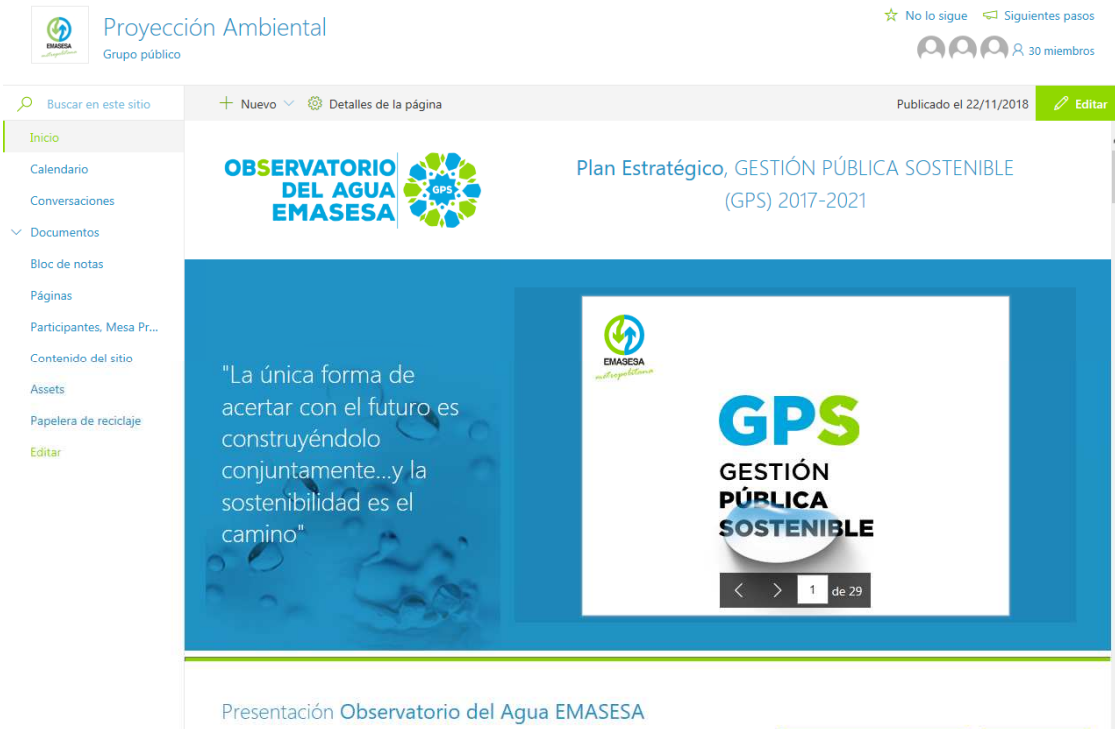 EMASESA
metropolitana
Proyección Ambiental
Grupo público
No lo sigue
Siguientes pasos
30 miembros
Buscar en este sitio
Nuevo
Detalles de la página
Publicado el 22/11/2018
Editar
Inicio
Calendario
Conversaciones
Documentos
Bloc de notas
Páginas
Participantes, Mesa Pr...
Contenido del sitio
Assets
Papelera de reciclaje
Editar
OBSERVATORIO
DEL AGUA
EMASESA
GPS
Plan Estratégico, GESTIÓN PÚBLICA SOSTENIBLE
(GPS) 2017-2021
"La única forma de
acertar con el futuro es
construyéndolo
conjuntamente...y la
sostenibilidad es el
camino"
EMASESA
metropolitana
GPS
GESTIÓN
PÚBLICA
SOSTENIBLE
1 de 29
Presentación Observatorio del Agua EMASESA